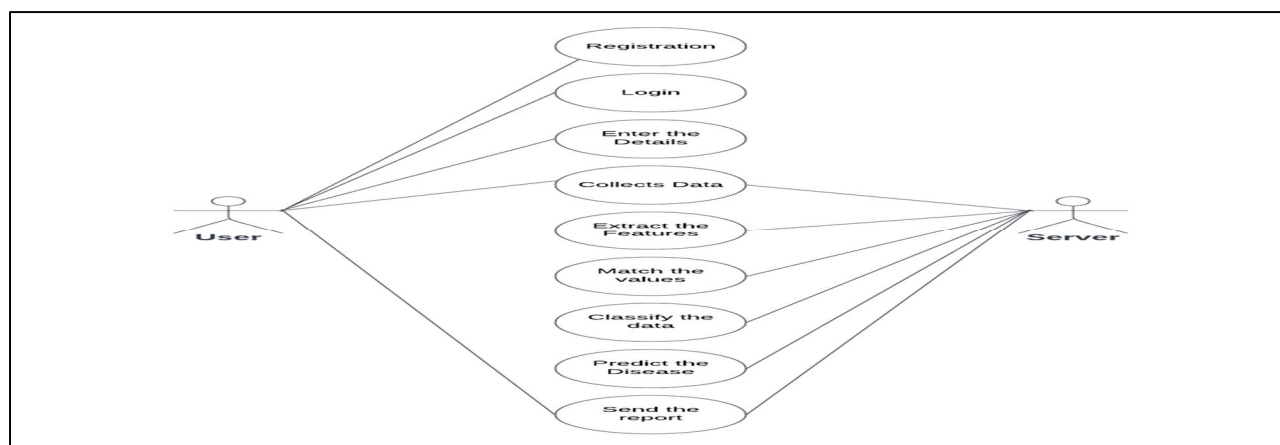 Registration
Login
Enter the
Details
Collects Data
Extract the
Features
Match the
values
Classify the
data
Predict the
Disease
Send the
report
User
Server